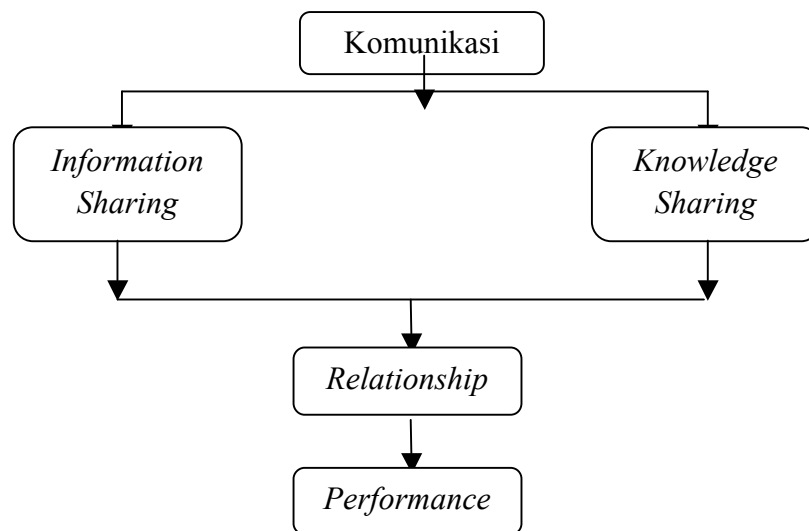 Komunikasi
Information
Sharing
Knowledge
Sharing
Relationship
Performance